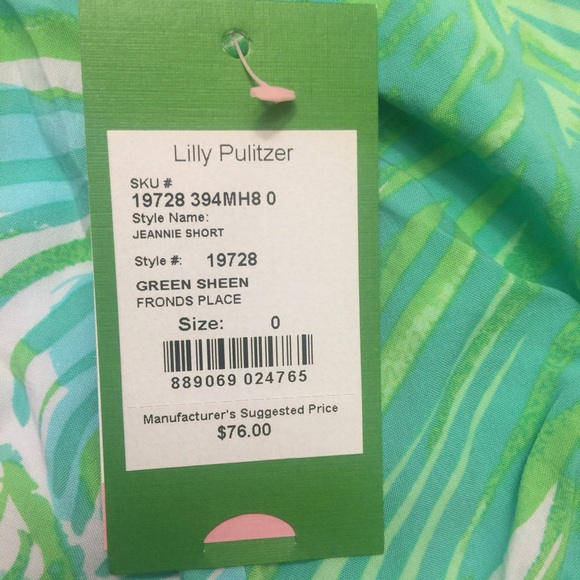 Lilly Pulitzer
SKU #
19728 394MH8 0
Style Name:
JEANNIE SHORT
Style #: 19728
GREEN SHEEN
FRONDS PLACE
Size: 0
889069 024765
Manufacturer's Suggested Price
$76.00